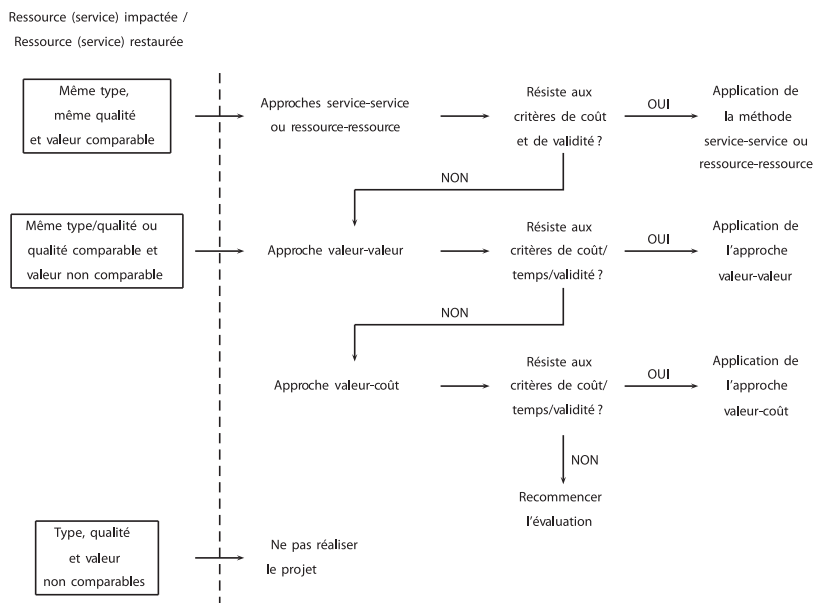 Ressource (service) impactée /
Ressource (service) restaurée
Même type,
même qualité
et valeur comparable
Approches service-service
ou ressource-ressource
Résiste aux
critères de coût
et de validité ?
OUI
Application de
la méthode
service-service ou
ressource-ressource
NON
Même type/qualité ou
qualité comparable et
valeur non comparable
Approche valeur-valeur
Résiste aux
critères de coût/
temps/validité ?
OUI
Application de
l'approche
valeur-valeur
NON
Approche valeur-coût
Résiste aux
critères de coût/
temps/validité ?
OUI
Application de
l'approche
valeur-coût
NON
Recommencer
l'évaluation
Type, qualité
et valeur
non comparables
Ne pas réaliser
le projet